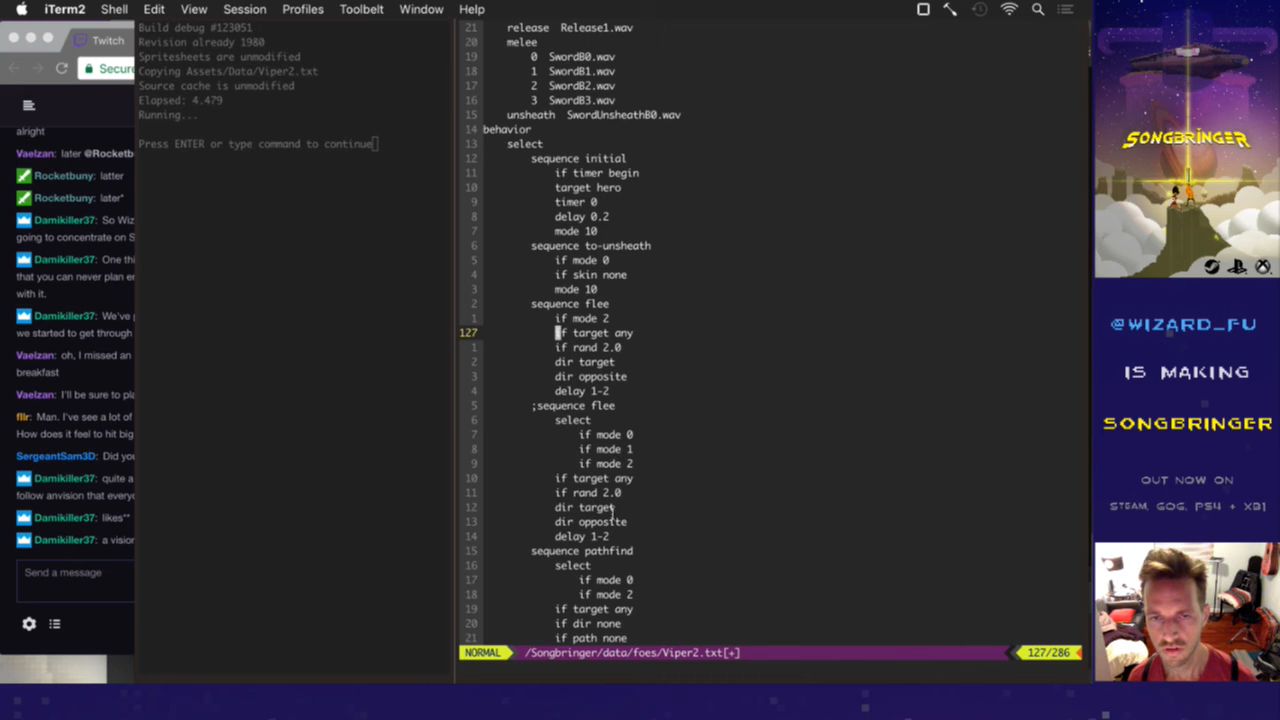 iTerm2 Shell Edit View Session Profiles Toolbelt Window Help
Twitch
Secure
alright
Vaelzan: later @Rocketb
Rocketbuny: latter
Rocketbuny: later*
Damikiller37: So Wiz
going to concentrate on S
Damikiller37: One thi
that you can never plan e
with it.
Damikiller37: We've
we started to get through
Vaelzan: oh, I missed an
breakfast
Vaelzan: I'll be sure to pl
fllr: Man. I've see a lot of
How does it feel to hit big
SergeantSam3D: Did you
Damikiller37: quite a
follow anvision that every
Damikiller37: likes**
Damikiller37: a vision
Send a message
Build debug #123051
Revision already 1980
Spritesheets are unmodified
Copying Assets/Data/Viper2.txt
Source cache is unmodified
Elapsed: 4.479
Running...
Press ENTER or type command to continue
21 release Release1.wav
20 melee
19 0 SwordB0.wav
18 1 SwordB1.wav
17 2 SwordB2.wav
16 3 SwordB3.wav
15 unsheath SwordUnsheathB0.wav
14 behavior
13 select
12 sequence initial
11 if timer begin
10 target hero
9 timer 0
8 delay 0.2
7 mode 10
6 sequence to-unsheath
5 if mode 0
4 if skin none
3 mode 10
2 sequence flee
1 if mode 2
127 if target any
1 if rand 2.0
2 dir target
3 dir opposite
4 delay 1-2
5 ;sequence flee
6 select
7 if mode 0
8 if mode 1
9 if mode 2
10 if target any
11 if rand 2.0
12 dir target
13 dir opposite
14 delay 1-2
15 sequence pathfind
16 select
17 if mode 0
18 if mode 2
19 if target any
20 if dir none
21 if path none
NORMAL /Songbringer/data/foes/Viper2.txt[+] 127/286
SONGBRINGER
@WIZARD_FU
IS MAKING
SONGBRINGER
OUT NOW ON
STEAM, GOG, PS4 + XB1